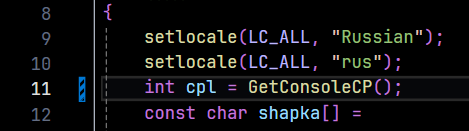 8 {
9 setlocale(LC_ALL, "Russian");
10 setlocale(LC_ALL, "rus");
11 int cpl = GetConsoleCP();
12 const char shapka[] =